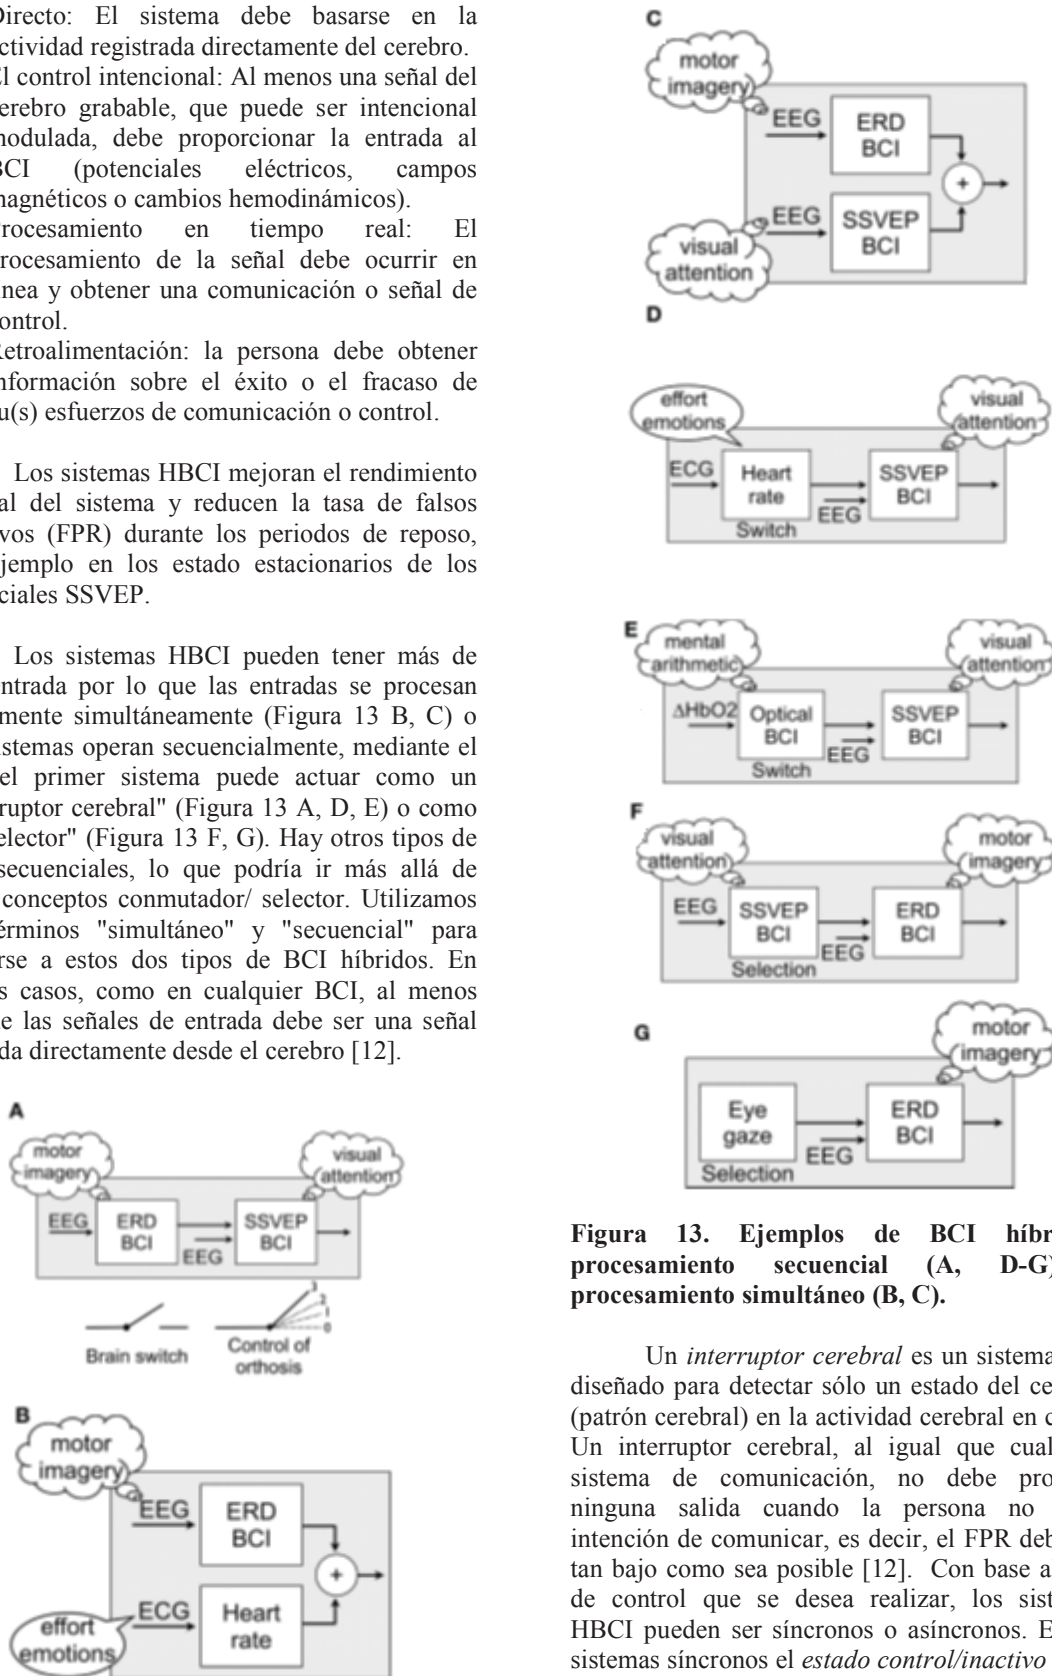 Directo: El sistema debe basarse en la
actividad registrada directamente del cerebro.
El control intencional: Al menos una señal del
cerebro grabable, que puede ser intencional
modulada, debe proporcionar la entrada al
BCI (potenciales eléctricos, campos
magnéticos o cambios hemodinámicos).
Procesamiento en tiempo real: El
procesamiento de la señal debe ocurrir en
línea y obtener una comunicación o señal de
control.
Retroalimentación: la persona debe obtener
información sobre el éxito o el fracaso de
su(s) esfuerzos de comunicación o control.
Los sistemas HBCI mejoran el rendimiento
al del sistema y reducen la tasa de falsos
vos (FPR) durante los periodos de reposo,
ejemplo en los estado estacionarios de los
ciales SSVEP.
Los sistemas HBCI pueden tener más de
entrada por lo que las entradas se procesan
mente simultáneamente (Figura 13 B, C) o
istemas operan secuencialmente, mediante el
el primer sistema puede actuar como un
ruptor cerebral" (Figura 13 A, D, E) o como
elector" (Figura 13 F, G). Hay otros tipos de
secuenciales, lo que podría ir más allá de
conceptos conmutador/ selector. Utilizamos
érminos "simultáneo" y "secuencial" para
rse a estos dos tipos de BCI híbridos. En
s casos, como en cualquier BCI, al menos
e las señales de entrada debe ser una señal
da directamente desde el cerebro [12].
A
motor
imagery
visual
attention
EEG
ERD
BCI
EEG
SSVEP
BCI
Brain switch
3
2
1
0
Control of
orthosis
B
motor
imagery
EEG
ERD
BCI
+
effort
emotions
ECG
Heart
rate
C
motor
imagery
EEG
ERD
BCI
+
visual
attention
EEG
SSVEP
BCI
D
effort
emotions
visual
attention
ECG
Heart
rate
Switch
EEG
SSVEP
BCI
E
mental
arithmetic
visual
attention
ΔHbO2
Optical
BCI
Switch
EEG
SSVEP
BCI
F
visual
attention
motor
imagery
EEG
SSVEP
BCI
Selection
EEG
ERD
BCI
G
motor
imagery
Eye
gaze
Selection
EEG
ERD
BCI
Figura 13. Ejemplos de BCI híbr
procesamiento secuencial (A, D-G)
procesamiento simultáneo (B, C).
Un interruptor cerebral es un sistema
diseñado para detectar sólo un estado del ce
(patrón cerebral) en la actividad cerebral en c
Un interruptor cerebral, al igual que cual
sistema de comunicación, no debe pro
ninguna salida cuando la persona no
intención de comunicar, es decir, el FPR deb
tan bajo como sea posible [12]. Con base a
de control que se desea realizar, los sist
HBCI pueden ser síncronos o asíncronos. E
sistemas síncronos el estado control/inactivo